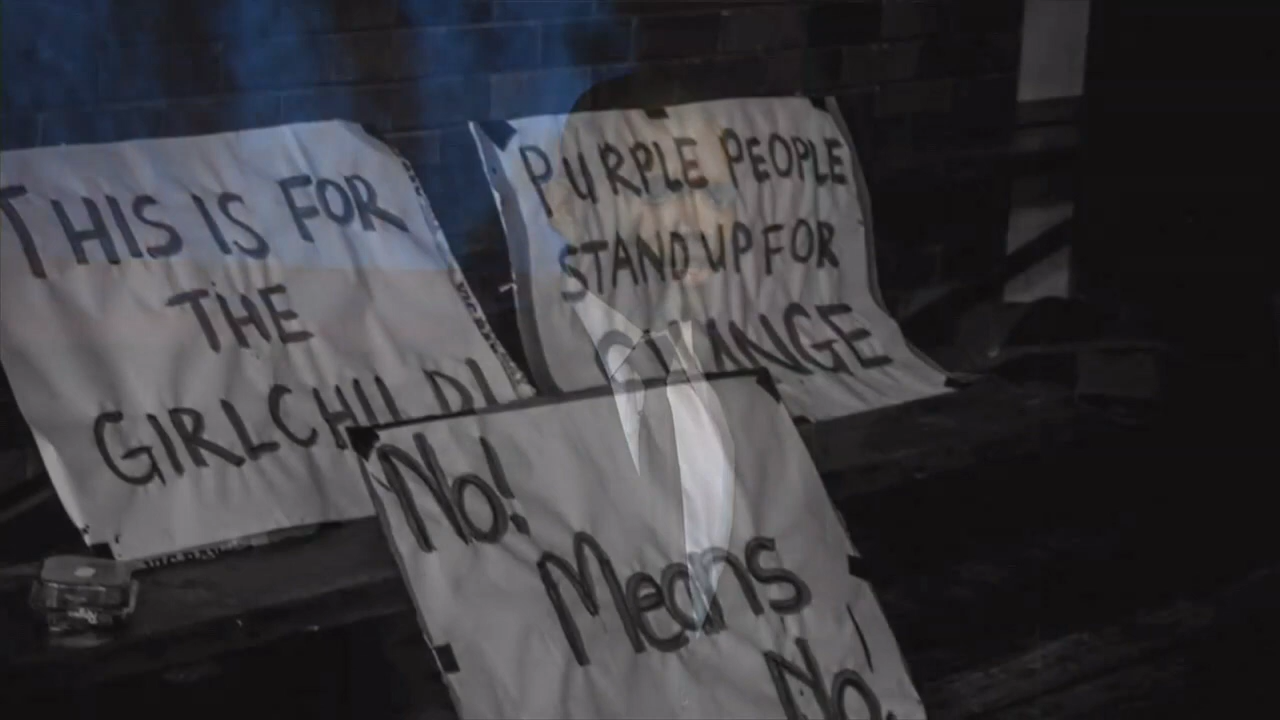 THIS IS FOR
THE
GIRLCHILD!
PURPLE PEOPLE
STAND UP FOR
CHANGE
No!
Means
No!